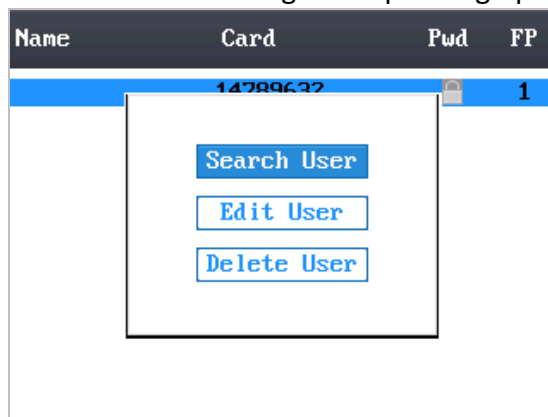 Name Card Pwd FP
14789632 1
Search User
Edit User
Delete User